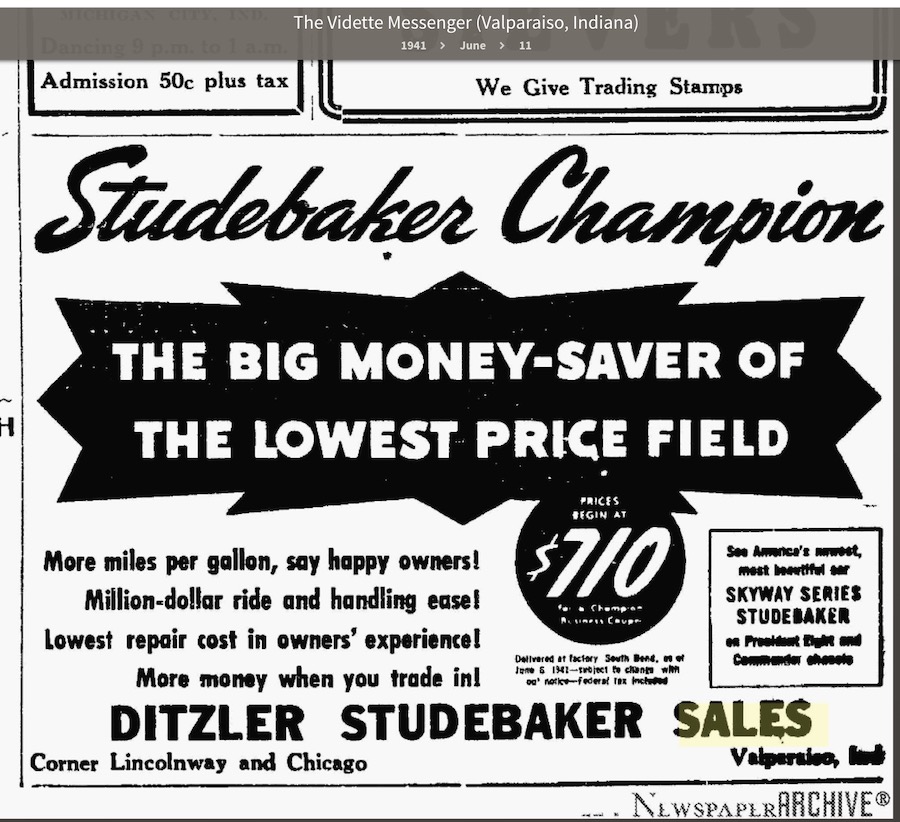 MICHIGAN CITY, IND.
The Vidette Messenger (Valparaiso, Indiana)
Dancing 9 p.m. to 1 a.m.
1941 > June > 11
Admission 50c plus tax
We Give Trading Stamps
Studebaker Champion
THE BIG MONEY-SAVER OF
THE LOWEST PRICE FIELD
PRICES
BEGIN AT
$710
for a Champion
Business Coupe
More miles per gallon, say happy owners!
Million-dollar ride and handling ease!
Lowest repair cost in owners' experience!
More money when you trade in!
Delivered at factory South Bend, as of
June 6 1941—subject to change with
ou' notice—federal tax included
See America's newest,
most beautiful car
SKYWAY SERIES
STUDEBAKER
on President Eight and
Commander chassis
DITZLER STUDEBAKER SALES
Corner Lincolnway and Chicago
Valparaiso, Ind
NEWSPAPERARCHIVE®